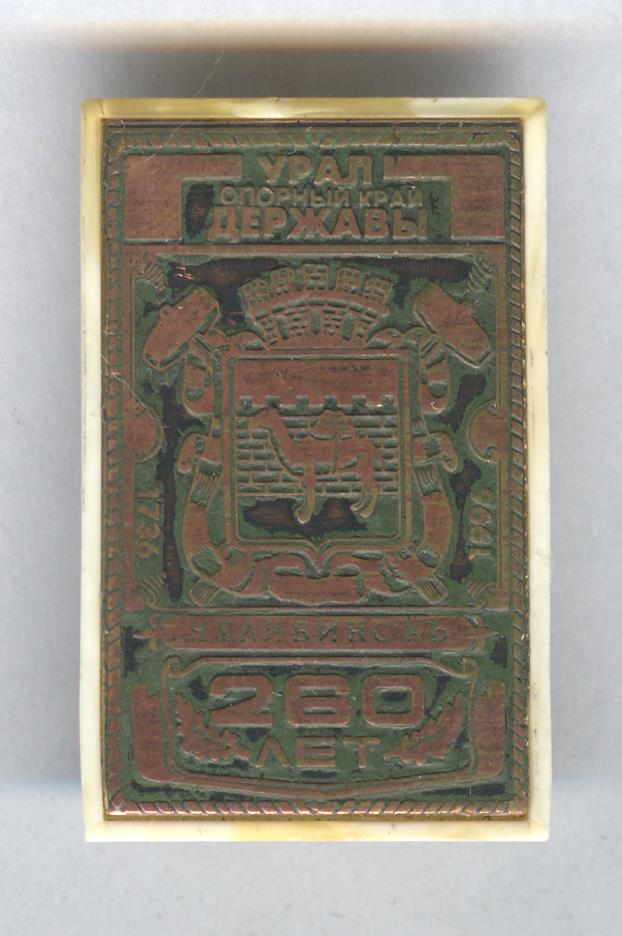 УРАЛ
ОПОРНЫЙ КРАЙ
ДЕРЖАВЫ
1736
1996
ЧЕЛЯБИНСКЪ
260
ЛЕТ